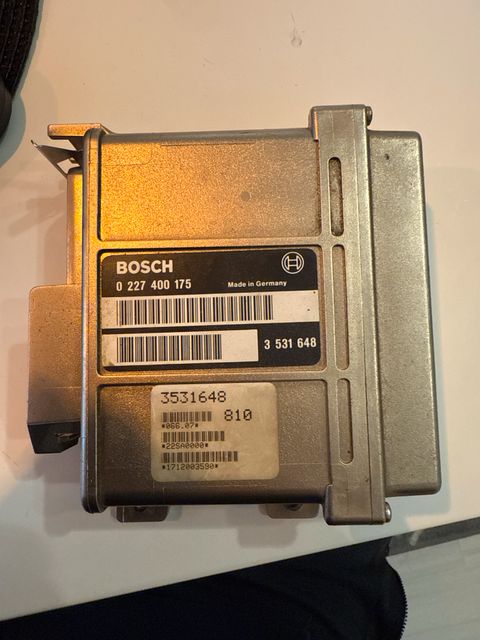 BOSCH
0 227 400 175 Made in Germany
3 531 648
3531648
810
*066.07*
*22SA0000*
*1712003590*